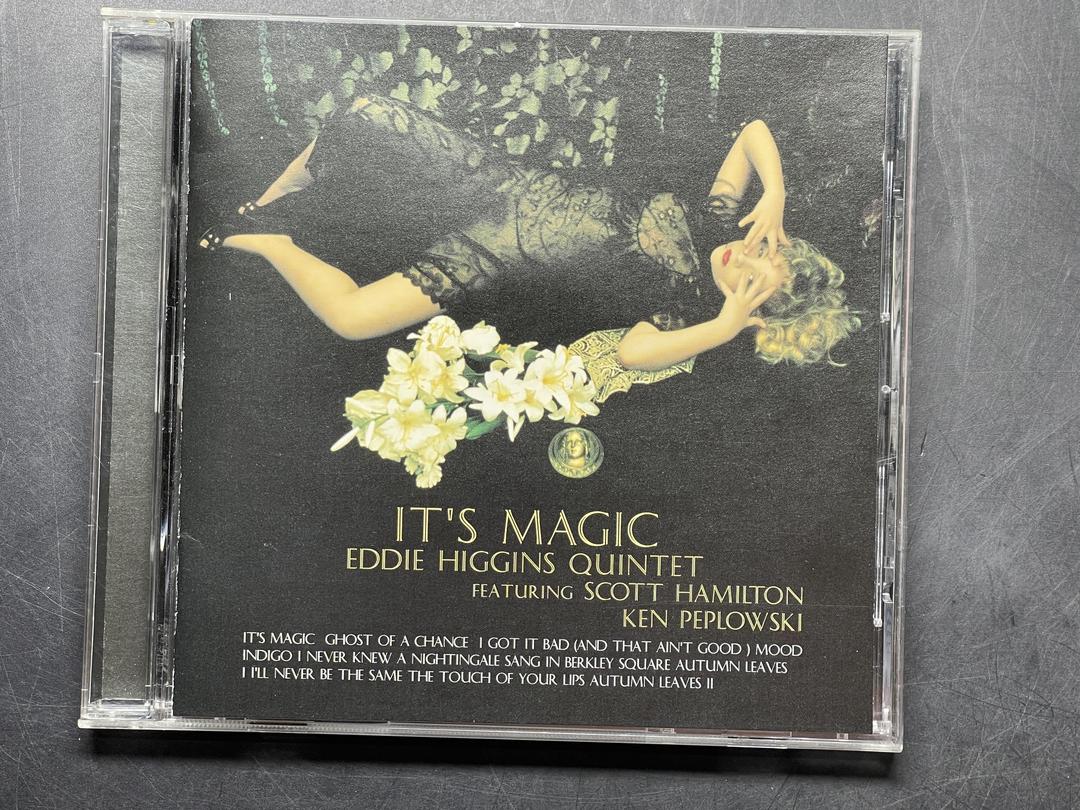 IT'S MAGIC
EDDIE HIGGINS QUINTET
FEATURING SCOTT HAMILTON
KEN PEPLOWSKI
IT'S MAGIC GHOST OF A CHANCE I GOT IT BAD (AND THAT AIN'T GOOD ) MOOD
INDIGO I NEVER KNEW A NIGHTINGALE SANG IN BERKLEY SQUARE AUTUMN LEAVES
I I'LL NEVER BE THE SAME THE TOUCH OF YOUR LIPS AUTUMN LEAVES II